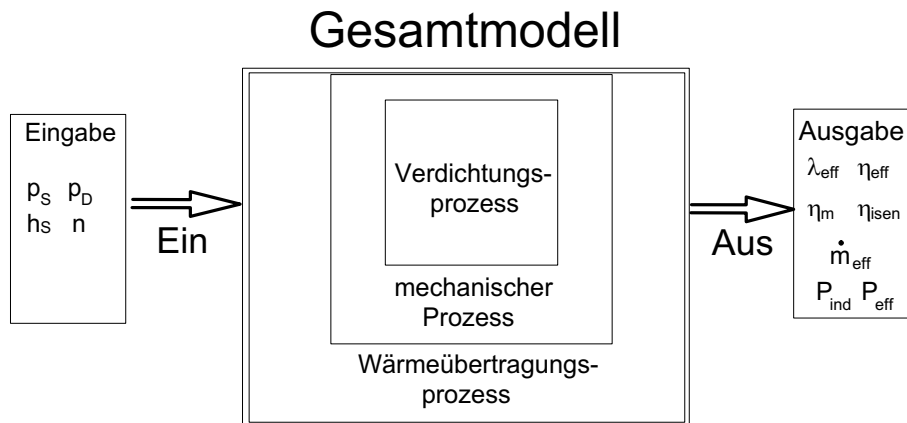 Gesamtmodell
Eingabe
p_S p_D
h_S n
Ein
Verdichtungs-
prozess
mechanischer
Prozess
Wärmeübertragungs-
prozess
Aus
Ausgabe
λ_eff η_eff
η_m η_isen
ṁ_eff
P_ind P_eff